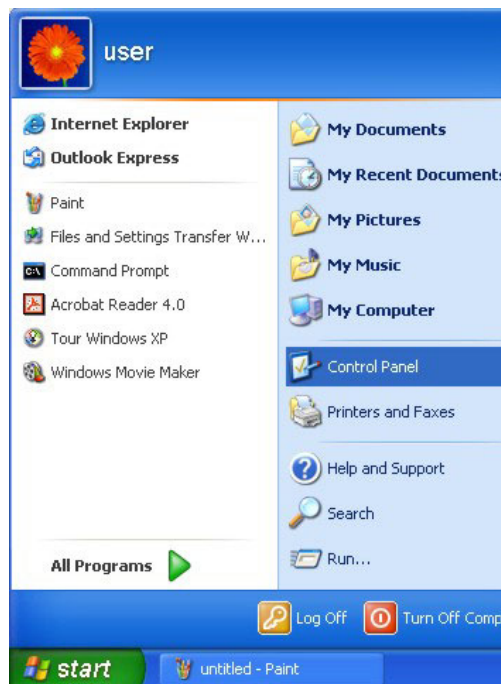 user
Internet Explorer
Outlook Express
Paint
Files and Settings Transfer W...
Command Prompt
Acrobat Reader 4.0
Tour Windows XP
Windows Movie Maker
All Programs
My Documents
My Recent Documents
My Pictures
My Music
My Computer
Control Panel
Printers and Faxes
Help and Support
Search
Run...
Log Off
Turn Off Comp
start
untitled - Paint